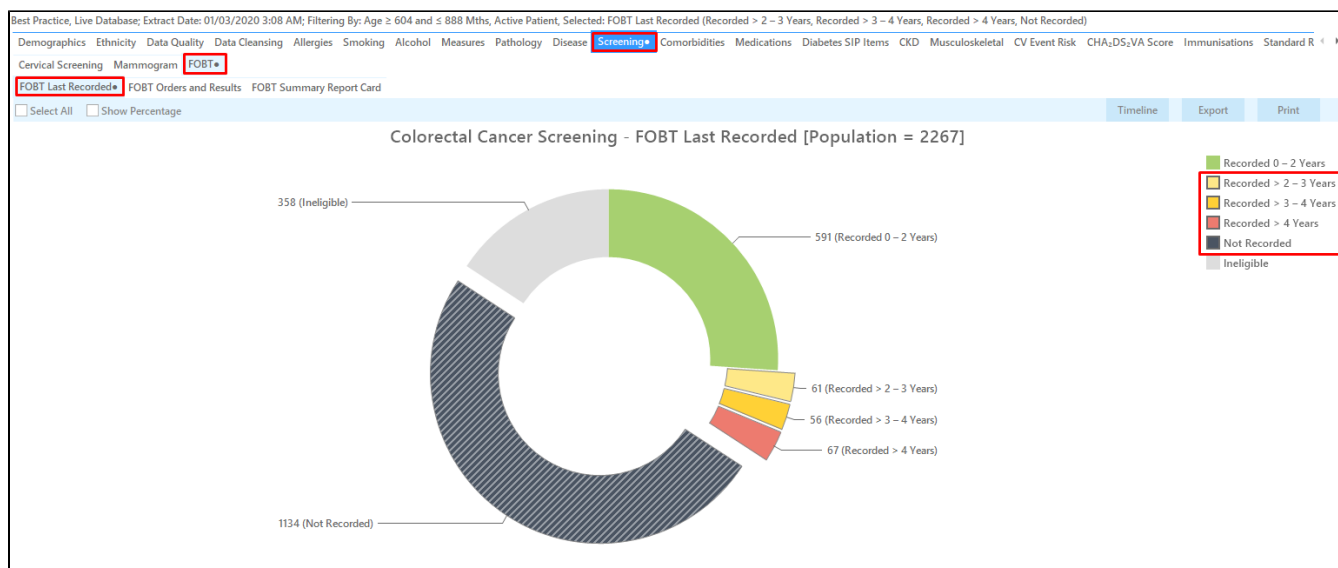 Best Practice, Live Database; Extract Date: 01/03/2020 3:08 AM; Filtering By: Age ≥ 604 and ≤ 888 Mths, Active Patient, Selected: FOBT Last Recorded (Recorded > 2 – 3 Years, Recorded > 3 – 4 Years, Recorded > 4 Years, Not Recorded)
Demographics Ethnicity Data Quality Data Cleansing Allergies Smoking Alcohol Measures Pathology Disease Screening• Comorbidities Medications Diabetes SIP Items CKD Musculoskeletal CV Event Risk CHA₂DS₂VA Score Immunisations Standard R
Cervical Screening Mammogram FOBT•
FOBT Last Recorded• FOBT Orders and Results FOBT Summary Report Card
Select All Show Percentage Timeline Export Print
Colorectal Cancer Screening - FOBT Last Recorded [Population = 2267]
Recorded 0 – 2 Years
Recorded > 2 – 3 Years
Recorded > 3 – 4 Years
Recorded > 4 Years
Not Recorded
Ineligible
358 (Ineligible)
591 (Recorded 0 – 2 Years)
61 (Recorded > 2 – 3 Years)
56 (Recorded > 3 – 4 Years)
67 (Recorded > 4 Years)
1134 (Not Recorded)